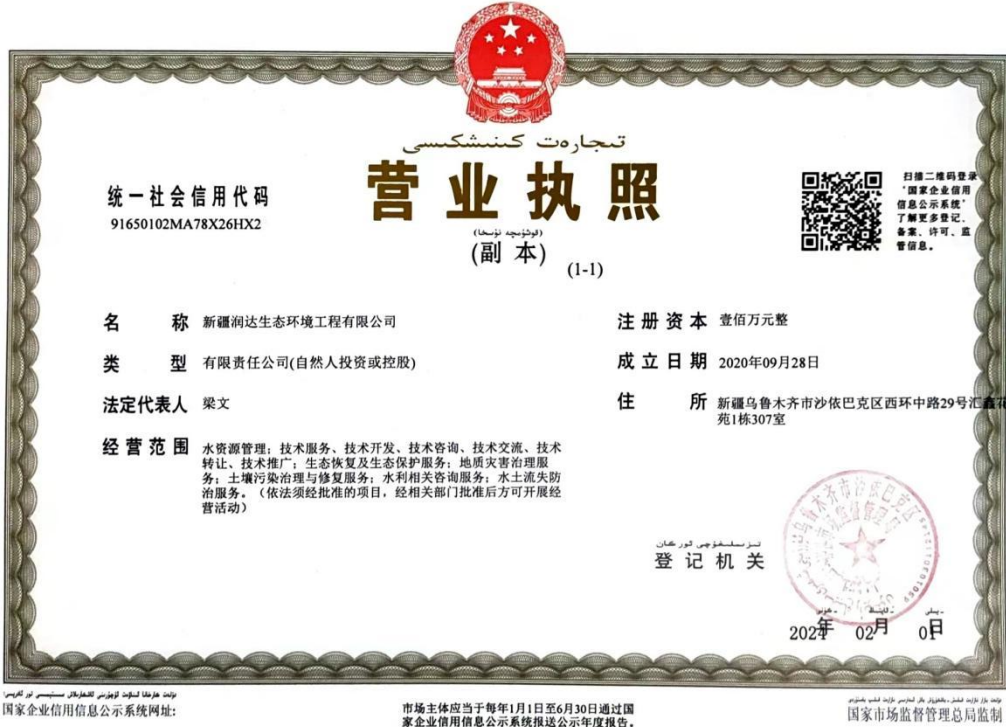 تىجارەت كىنىشكىسى
营业执照
(قوشۇمچە نۇسخا)
(副 本)
(1-1)
统一社会信用代码
91650102MA78X26HX2
扫描二维码登录
‘国家企业信用
信息公示系统’
了解更多登记、
备案、许可、监
管信息。
名 称 新疆润达生态环境工程有限公司
类 型 有限责任公司(自然人投资或控股)
法定代表人 梁文
经营范围 水资源管理;技术服务、技术开发、技术咨询、技术交流、技术
转让、技术推广;生态恢复及生态保护服务;地质灾害治理服
务;土壤污染治理与修复服务;水利相关咨询服务;水土流失防
治服务。(依法须经批准的项目,经相关部门批准后方可开展经
营活动)
注册资本 壹佰万元整
成立日期 2020年09月28日
住 所 新疆乌鲁木齐市沙依巴克区西环中路29号汇鑫花
苑1栋307室
登记机关
2024年 02月 01日
国家企业信用信息公示系统网址:
市场主体应当于每年1月1日至6月30日通过国
家企业信用信息公示系统报送公示年度报告。
国家市场监督管理总局监制